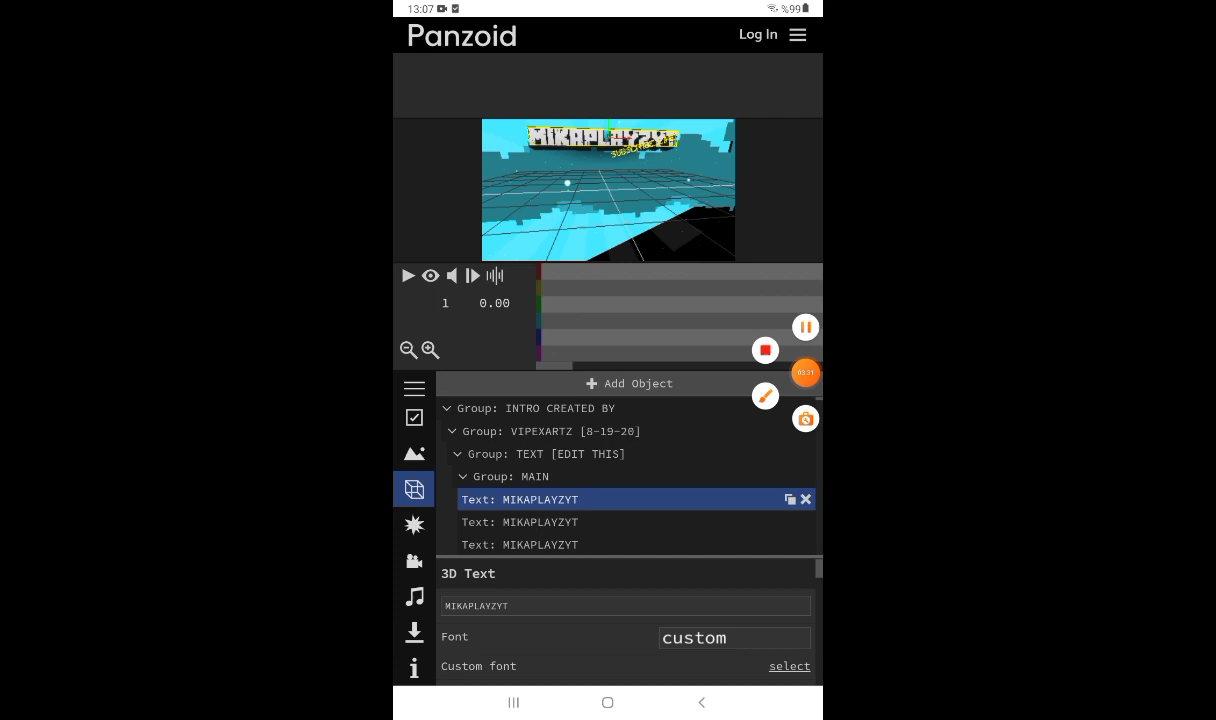 13:07 %99
Panzoid Log In
MIKAPLAYZYT
1 0.00
03:31
Add Object
Group: INTRO CREATED BY
Group: VIPEXARTZ [8-19-20]
Group: TEXT [EDIT THIS]
Group: MAIN
Text: MIKAPLAYZYT
Text: MIKAPLAYZYT
Text: MIKAPLAYZYT
3D Text
MIKAPLAYZYT
Font custom
Custom font select